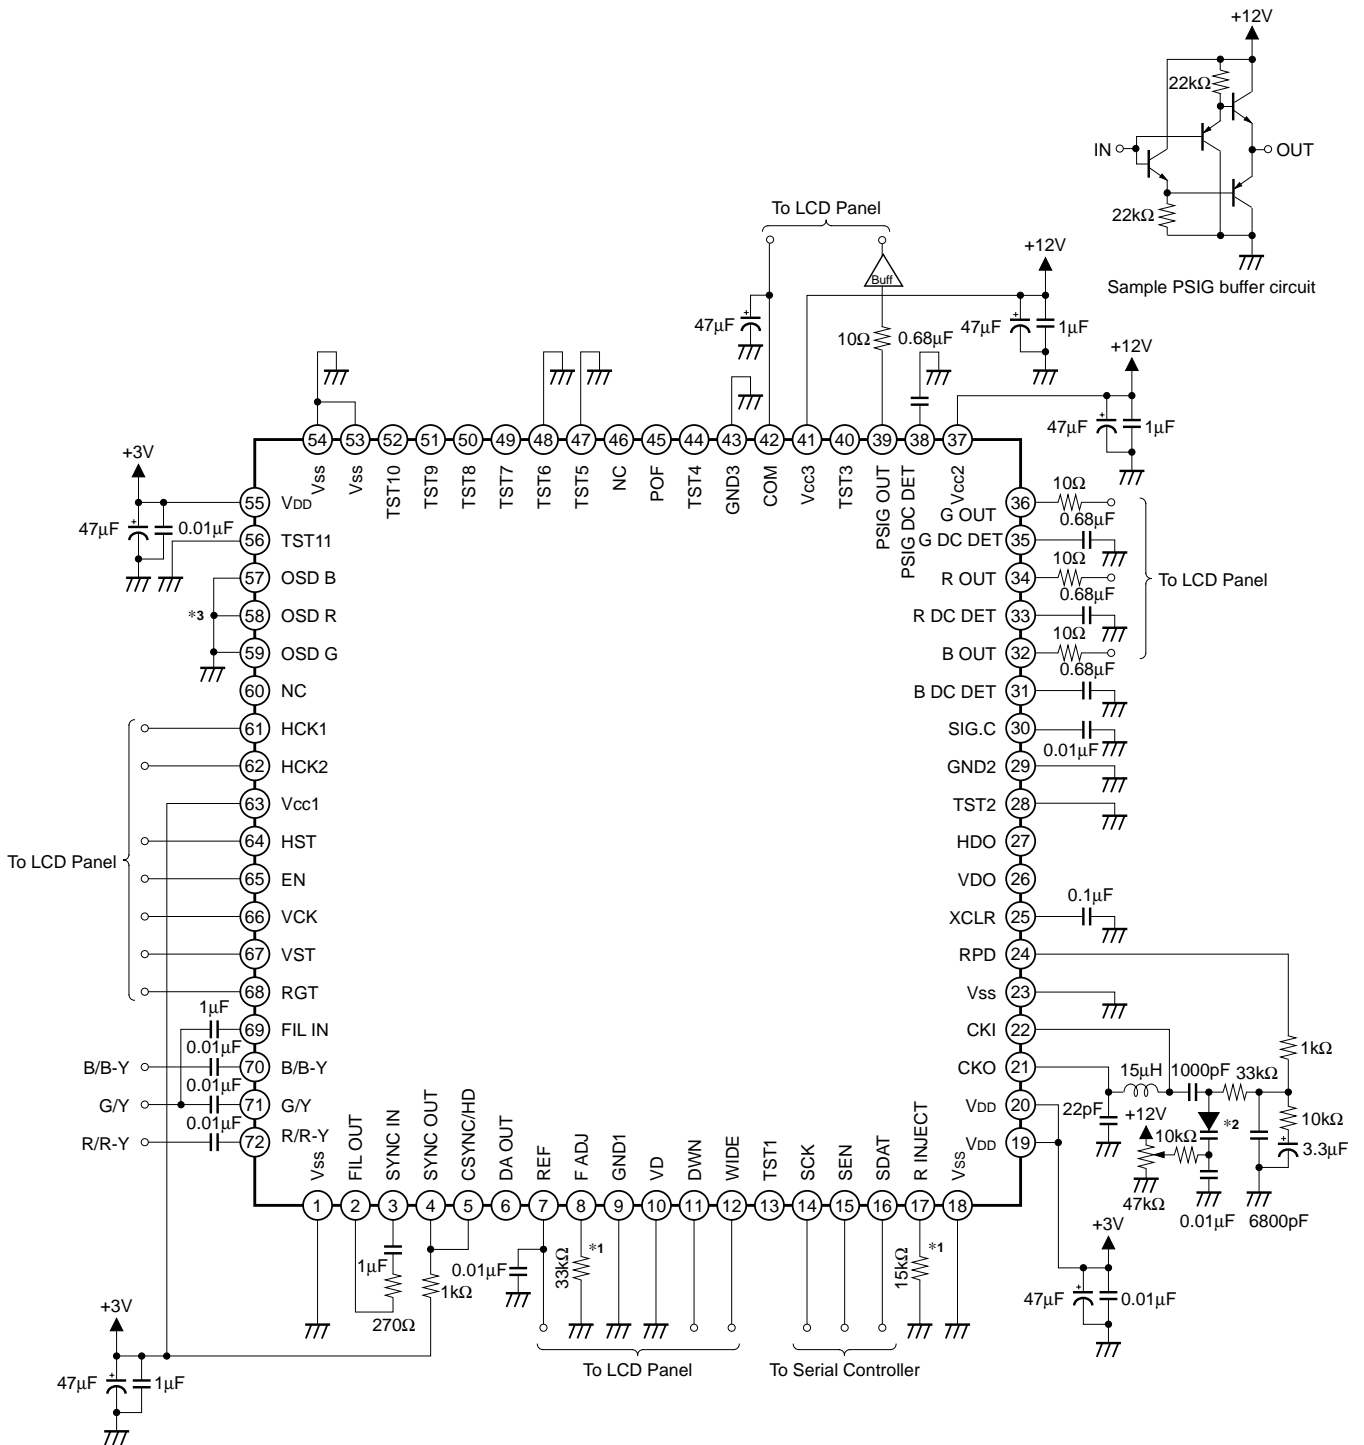 +12V
22kΩ
IN
OUT
22kΩ
Sample PSIG buffer circuit
To LCD Panel
Buff
+12V
47µF
10Ω
0.68µF
47µF
1µF
+12V
47µF
1µF
54 53 52 51 50 49 48 47 46 45 44 43 42 41 40 39 38 37
Vss
Vss
TST10
TST9
TST8
TST7
TST6
TST5
NC
POF
TST4
GND3
COM
Vcc3
TST3
PSIG OUT
PSIG DC DET
Vcc2
+3V
47µF
0.01µF
55 VDD
56 TST11
57 OSD B
*3
58 OSD R
59 OSD G
60 NC
61 HCK1
62 HCK2
63 Vcc1
64 HST
To LCD Panel
65 EN
66 VCK
67 VST
68 RGT
1µF
69 FIL IN
0.01µF
B/B-Y
70 B/B-Y
0.01µF
G/Y
71 G/Y
0.01µF
R/R-Y
72 R/R-Y
G OUT 36
10Ω
0.68µF
G DC DET 35
10Ω
R OUT 34
0.68µF
To LCD Panel
R DC DET 33
10Ω
B OUT 32
0.68µF
B DC DET 31
SIG.C 30
0.01µF
GND2 29
TST2 28
HDO 27
VDO 26
0.1µF
XCLR 25
RPD 24
Vss 23
CKI 22
1kΩ
CKO 21
15µH
1000pF
33kΩ
VDD 20
22pF
+12V
*2
10kΩ
10kΩ
VDD 19
3.3µF
47kΩ
0.01µF
6800pF
Vss
FIL OUT
SYNC IN
SYNC OUT
CSYNC/HD
DA OUT
REF
F ADJ
GND1
VD
DWN
WIDE
TST1
SCK
SEN
SDAT
R INJECT
Vss
1 2 3 4 5 6 7 8 9 10 11 12 13 14 15 16 17 18
1µF
270Ω
1kΩ
0.01µF
33kΩ
*1
15kΩ
*1
+3V
47µF
0.01µF
To LCD Panel
To Serial Controller
+3V
47µF
1µF